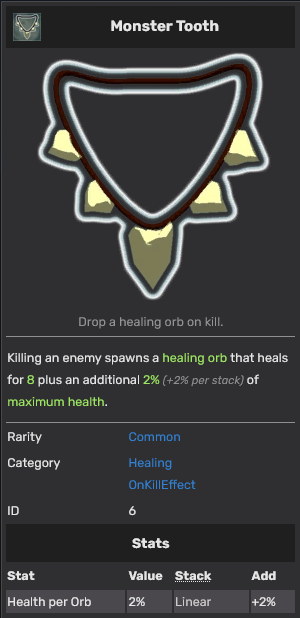 Monster Tooth
Drop a healing orb on kill.
Killing an enemy spawns a healing orb that heals
for 8 plus an additional 2% (+2% per stack) of
maximum health.
Rarity Common
Category Healing
OnKillEffect
ID 6
Stats
Stat Value Stack Add
Health per Orb 2% Linear +2%